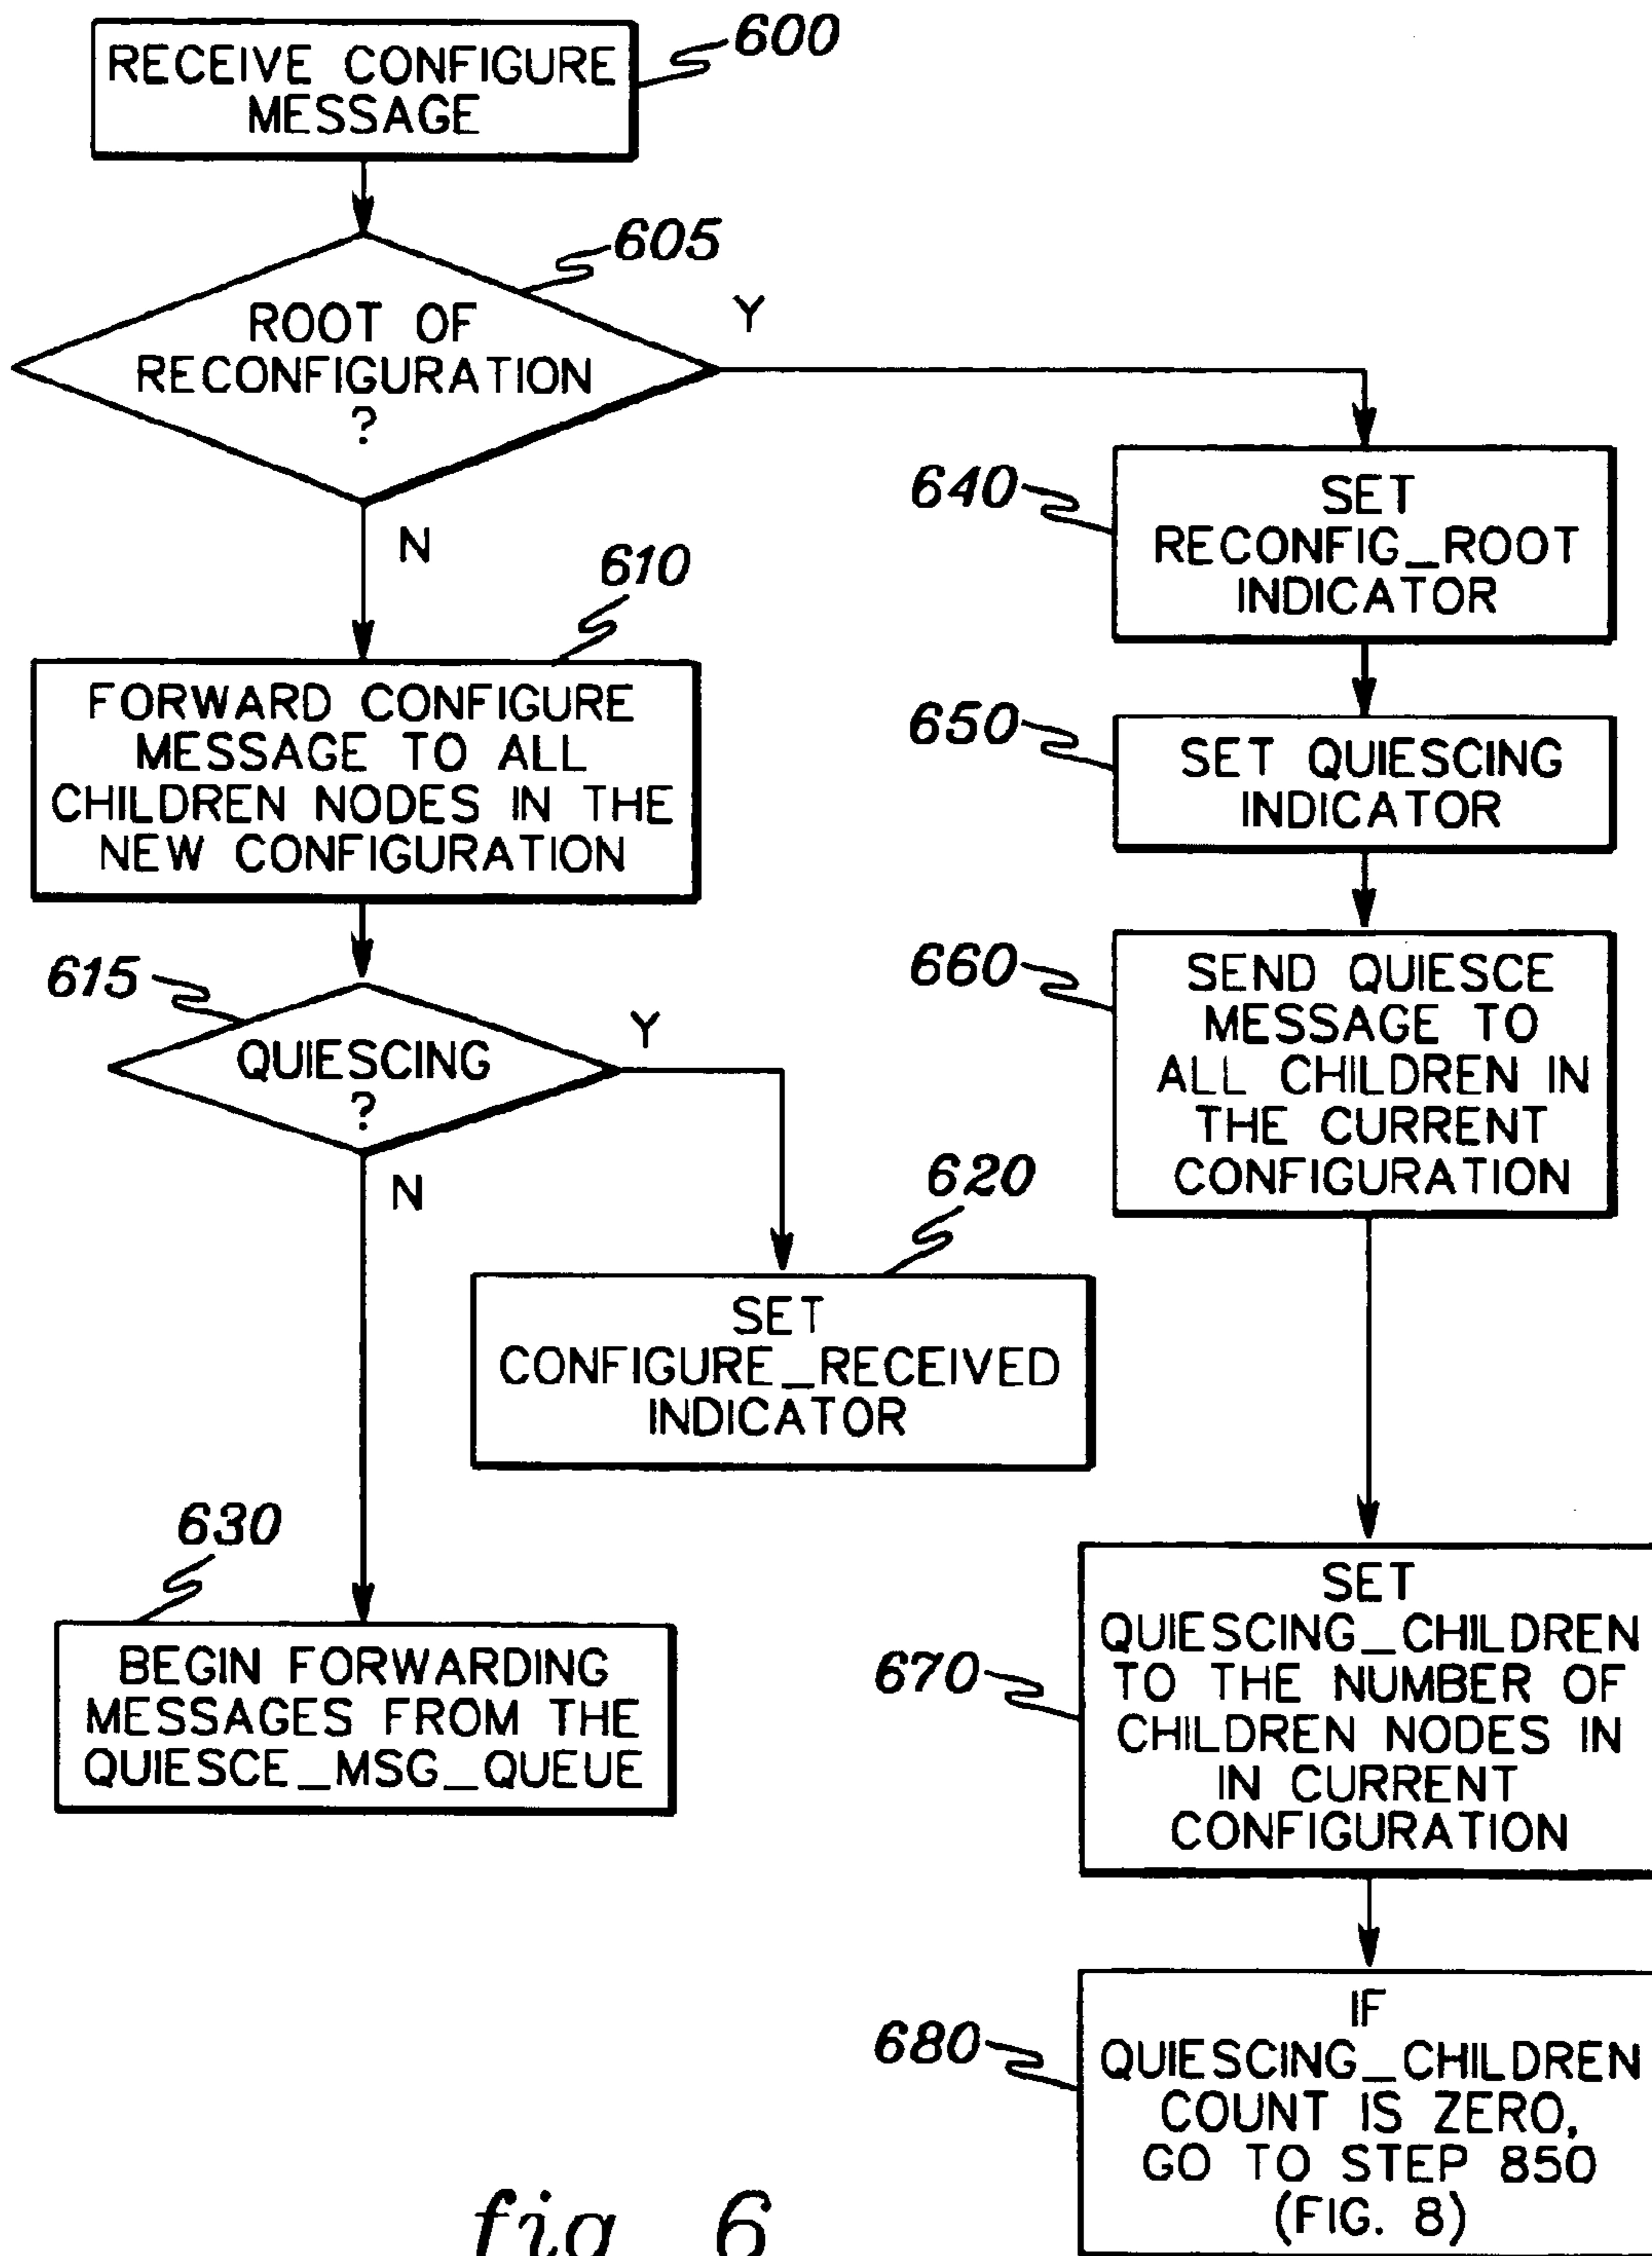 600
RECEIVE CONFIGURE
MESSAGE
605
ROOT OF
RECONFIGURATION
?
Y
N
610
FORWARD CONFIGURE
MESSAGE TO ALL
CHILDREN NODES IN THE
NEW CONFIGURATION
615
QUIESCING
?
Y
N
620
SET
CONFIGURE_RECEIVED
INDICATOR
630
BEGIN FORWARDING
MESSAGES FROM THE
QUIESCE_MSG_QUEUE
640
SET
RECONFIG_ROOT
INDICATOR
650
SET QUIESCING
INDICATOR
660
SEND QUIESCE
MESSAGE TO
ALL CHILDREN IN
THE CURRENT
CONFIGURATION
670
SET
QUIESCING_CHILDREN
TO THE NUMBER OF
CHILDREN NODES IN
IN CURRENT
CONFIGURATION
680
IF
QUIESCING_CHILDREN
COUNT IS ZERO,
GO TO STEP 850
(FIG. 8)
fig 6